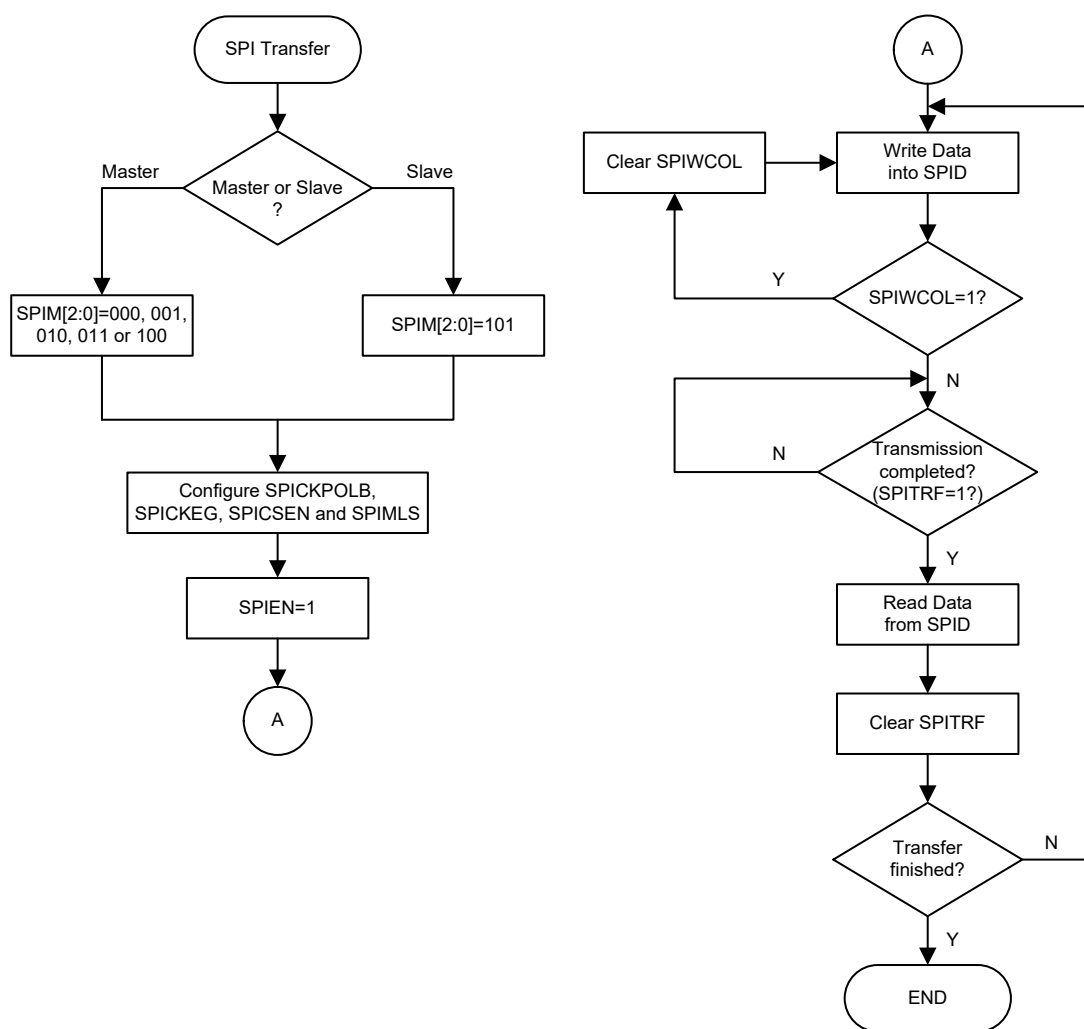 SPI Transfer
Master
Slave
Master or Slave
?
SPIM[2:0]=000, 001,
010, 011 or 100
SPIM[2:0]=101
Configure SPICKPOLB,
SPICKEG, SPICSEN and SPIMLS
SPIEN=1
A
A
Clear SPIWCOL
Write Data
into SPID
Y
SPIWCOL=1?
N
N
Transmission
completed?
(SPITRF=1?)
Y
Read Data
from SPID
Clear SPITRF
Transfer
finished?
N
Y
END